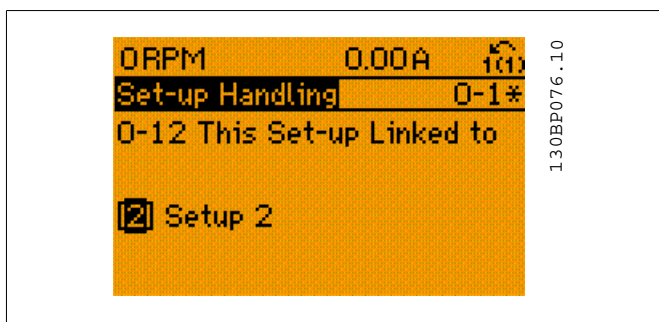 0RPM 0.00A 1(1)
Set-up Handling 0-1*
0-12 This Set-up Linked to
[2] Setup 2
130BP076.10